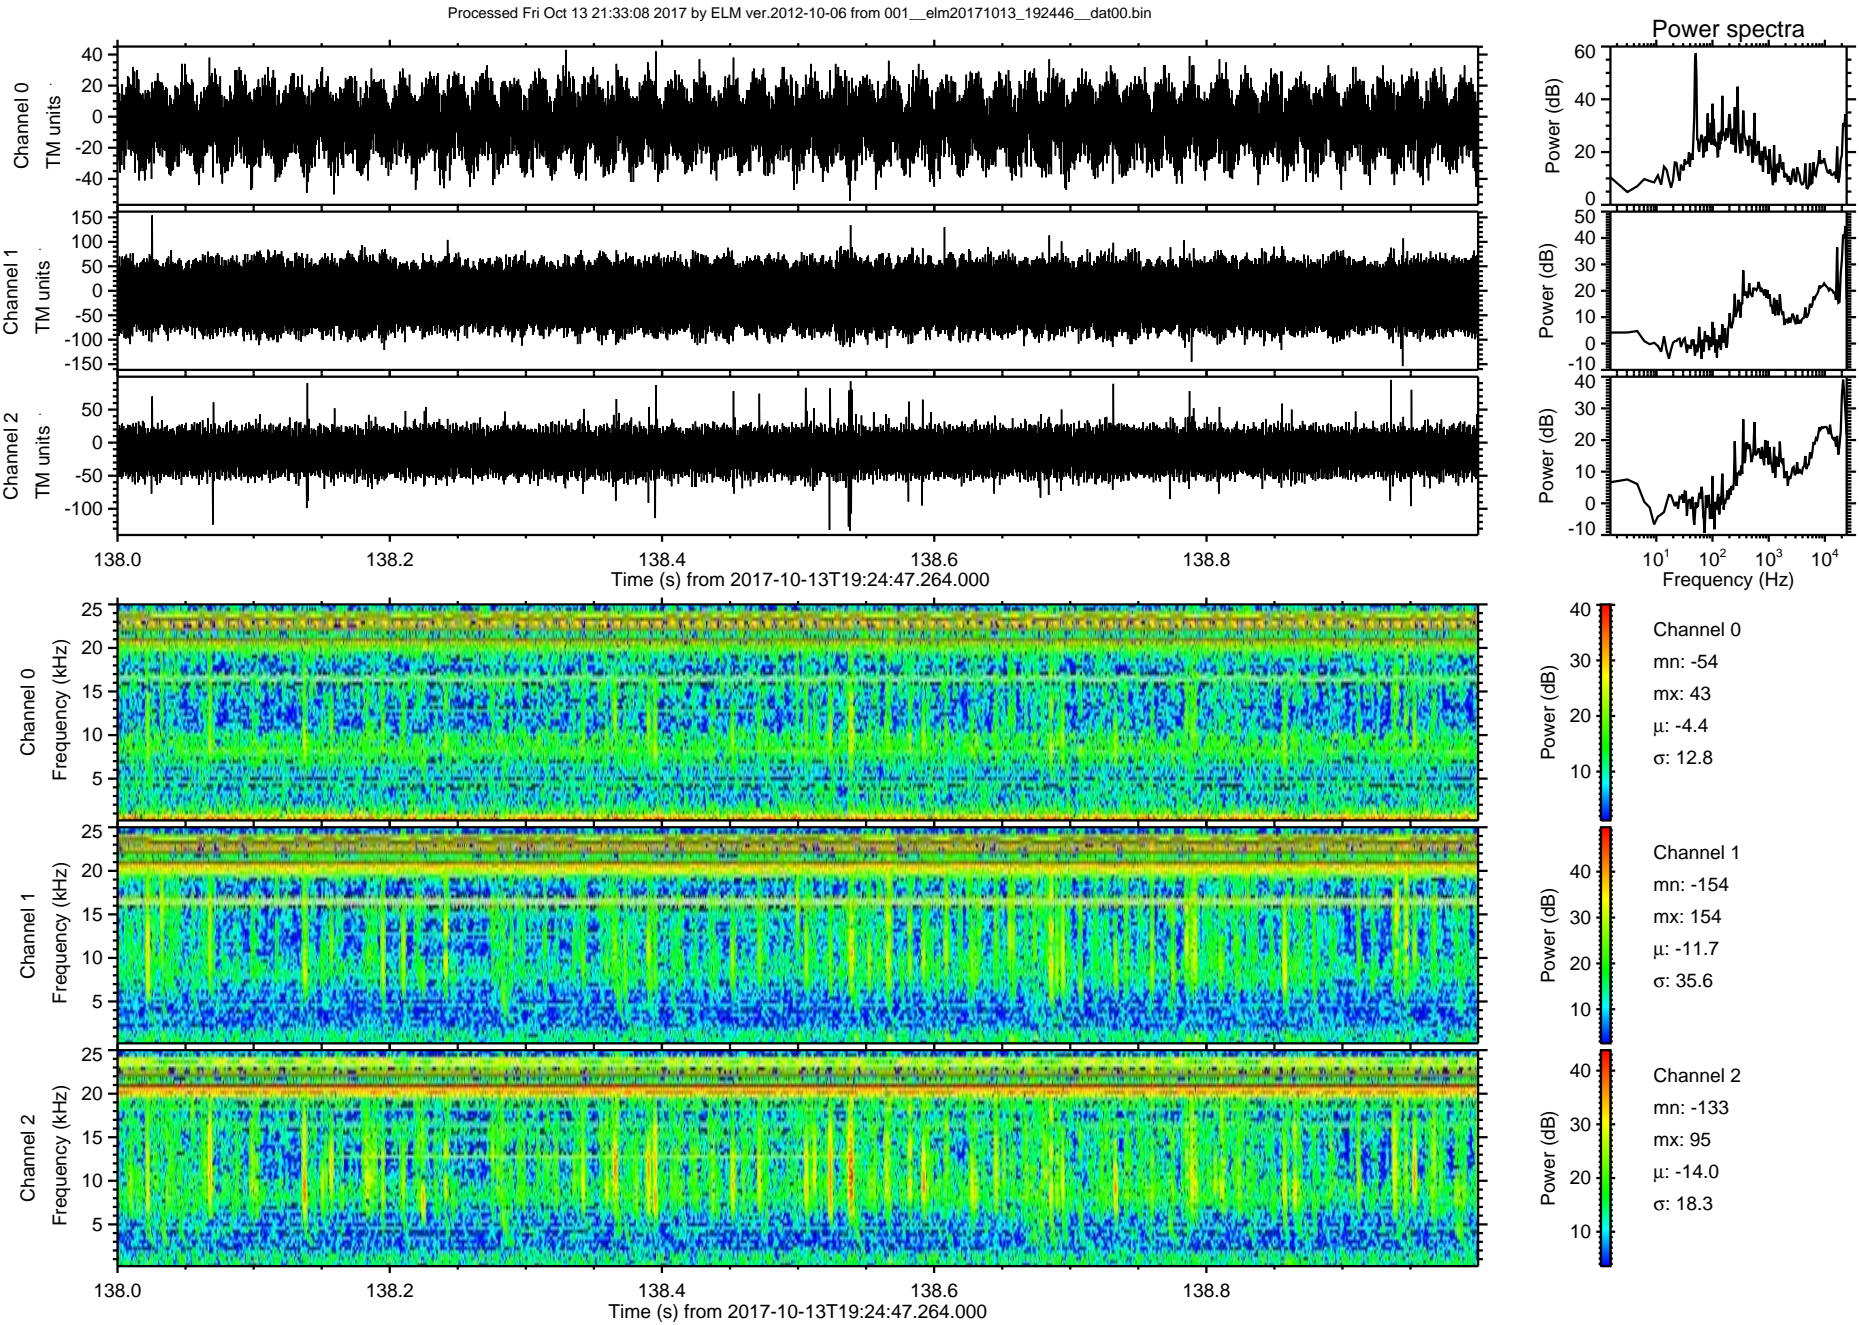 Processed Fri Oct 13 21:33:08 2017 by ELM ver.2012-10-06 from 001__elm20171013_192446__dat00.bin
Power spectra
Channel 0
TM units
40
20
0
-20
-40
Power (dB)
60
40
20
0
Channel 1
TM units
150
100
50
0
-50
-100
-150
Power (dB)
50
40
30
20
10
0
-10
Channel 2
TM units
50
0
-50
-100
Power (dB)
40
30
20
10
0
-10
138.0 138.2 138.4 138.6 138.8
Time (s) from 2017-10-13T19:24:47.264.000
10^1 10^2 10^3 10^4
Frequency (Hz)
Channel 0
Frequency (kHz)
25
20
15
10
5
Power (dB)
40
30
20
10
Channel 0
mn: -54
mx: 43
μ: -4.4
σ: 12.8
Channel 1
Frequency (kHz)
25
20
15
10
5
Power (dB)
40
30
20
10
Channel 1
mn: -154
mx: 154
μ: -11.7
σ: 35.6
Channel 2
Frequency (kHz)
25
20
15
10
5
Power (dB)
40
30
20
10
Channel 2
mn: -133
mx: 95
μ: -14.0
σ: 18.3
138.0 138.2 138.4 138.6 138.8
Time (s) from 2017-10-13T19:24:47.264.000